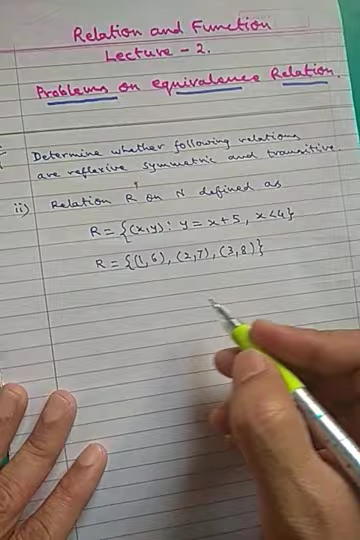 Relation and Function
Lecture - 2.
Problems on equivalence Relation.
Determine whether following relations
are reflexive symmetric and transitive.
ii) Relation R on N defined as
R = {(x,y): y = x+5, x<4}
R = {(1,6), (2,7), (3,8)}